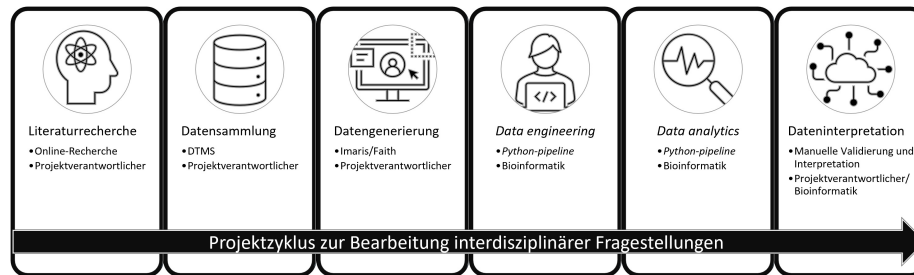 Literaturrecherche
•Online-Recherche
•Projektverantwortlicher
Datensammlung
•DTMS
•Projektverantwortlicher
Datengenerierung
•Imaris/Faith
•Projektverantwortlicher
</>
Data engineering
•Python-pipeline
•Bioinformatik
Data analytics
•Python-pipeline
•Bioinformatik
Dateninterpretation
•Manuelle Validierung und
Interpretation
•Projektverantwortlicher/
Bioinformatik
Projektzyklus zur Bearbeitung interdisziplinärer Fragestellungen